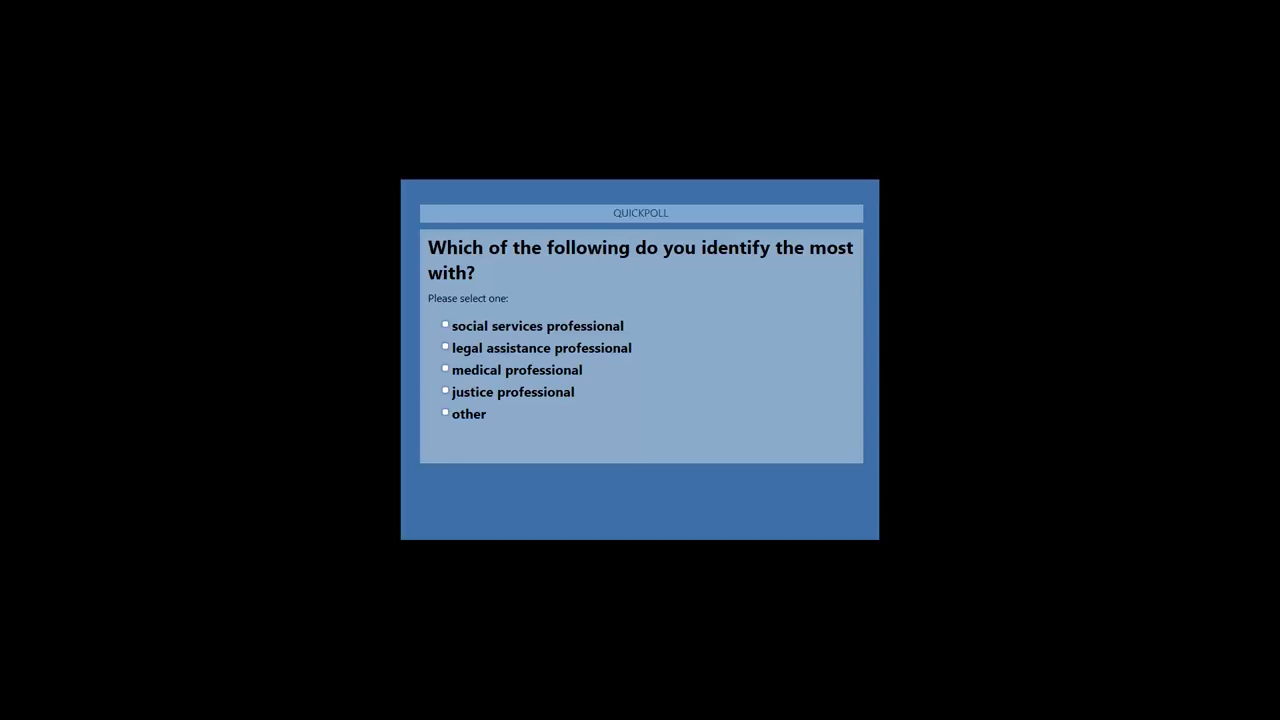 QUICKPOLL
Which of the following do you identify the most
with?
Please select one:
social services professional
legal assistance professional
medical professional
justice professional
other